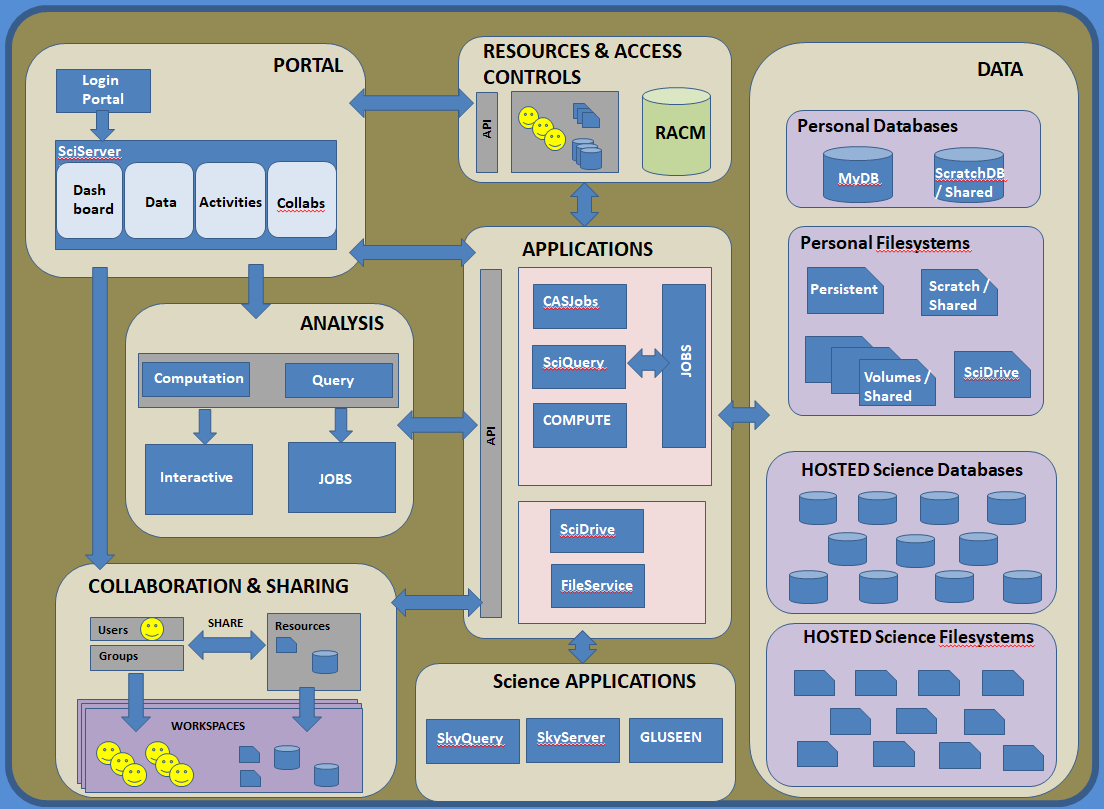 PORTAL
Login
Portal
SciServer
Dash
board
Data
Activities
Collabs
RESOURCES & ACCESS
CONTROLS
API
RACM
DATA
Personal Databases
MyDB
ScratchDB
/ Shared
Personal Filesystems
Persistent
Scratch /
Shared
Volumes /
Shared
SciDrive
HOSTED Science Databases
HOSTED Science Filesystems
APPLICATIONS
API
CASJobs
SciQuery
COMPUTE
JOBS
SciDrive
FileService
ANALYSIS
Computation
Query
Interactive
JOBS
COLLABORATION & SHARING
Users
Groups
SHARE
Resources
WORKSPACES
Science APPLICATIONS
SkyQuery
SkyServer
GLUSEEN